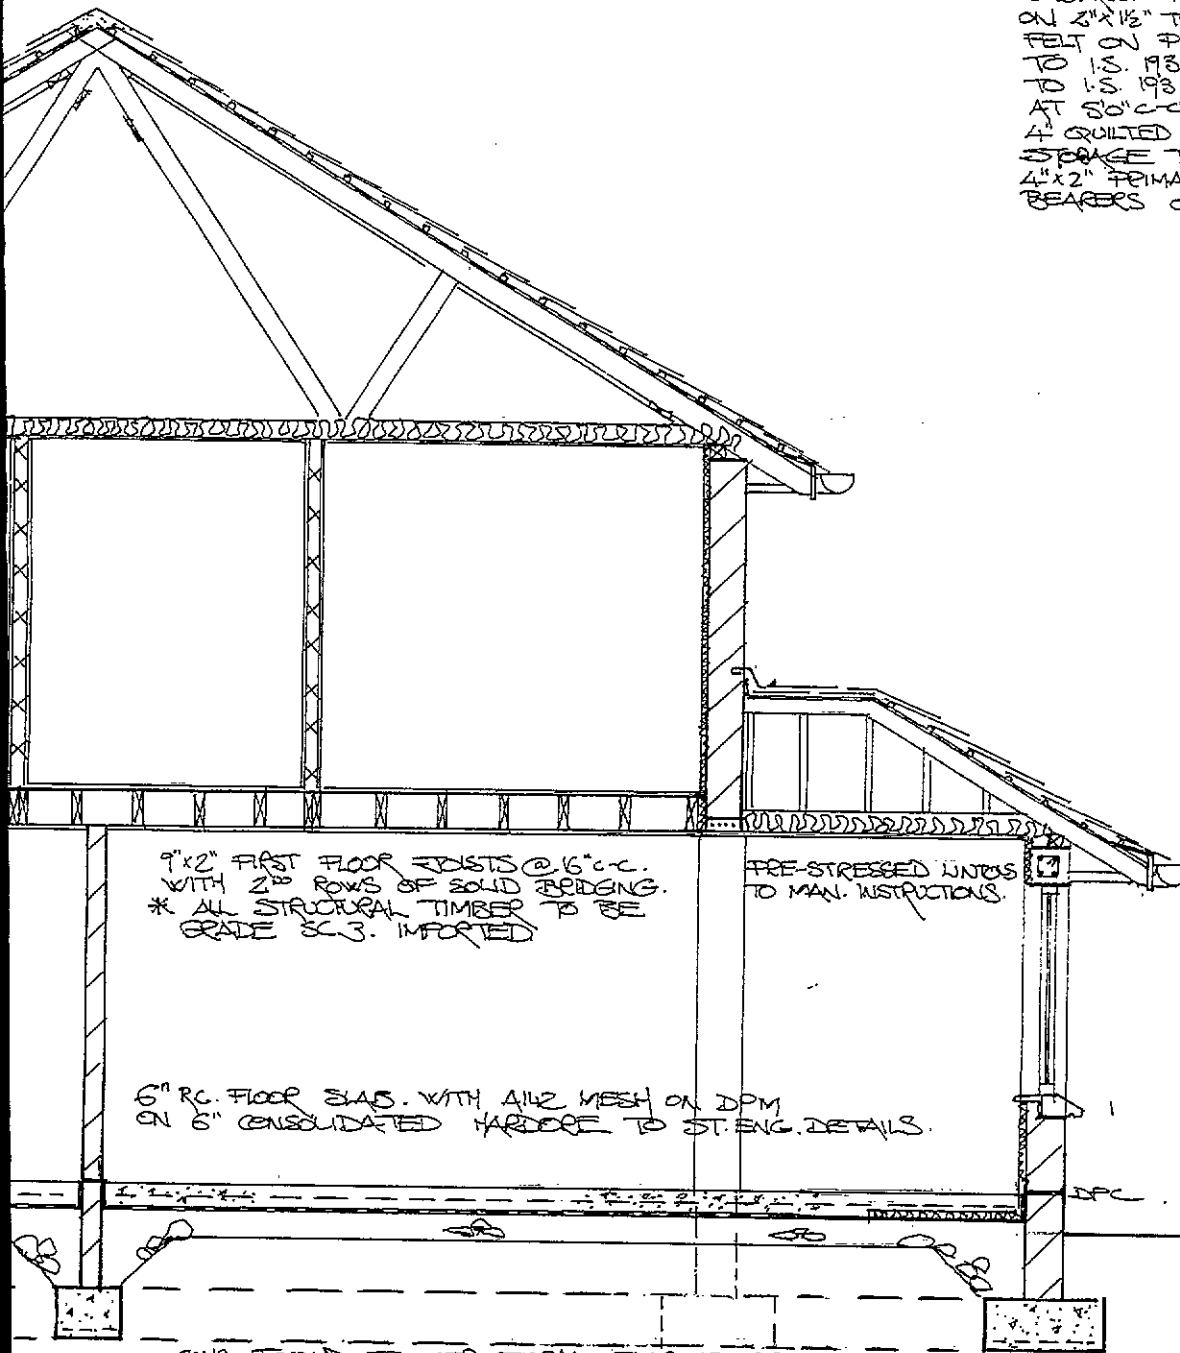 ON 2"x1½"
FELT ON
TO I.S. 193
TO I.S. 193
AT 5'0" C-C
4" QUILTED
STORAGE
4"x2" PRIMA
BEARERS
9"x2" FIRST FLOOR JOISTS @ 16" C-C.
WITH 2NO ROWS OF SOLID BRIDGING.
* ALL STRUCTURAL TIMBER TO BE
GRADE SC.3. IMPORTED
PRE-STRESSED LINTOLS
TO MAN. INSTRUCTIONS.
6" RC. FLOOR SLAB. WITH A142 MESH ON DPM
ON 6" CONSOLIDATED HARDCORE TO ST. ENG. DETAILS.
DPC